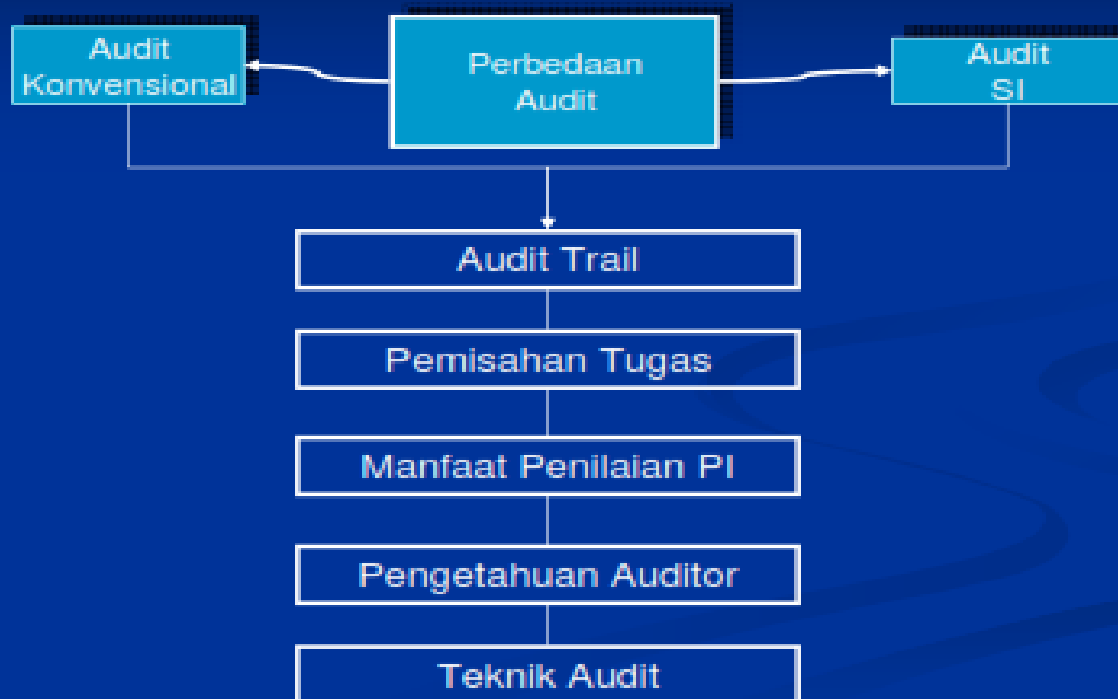 Audit
Konvensional
Perbedaan
Audit
Audit
SI
Audit Trail
Pemisahan Tugas
Manfaat Penilaian PI
Pengetahuan Auditor
Teknik Audit